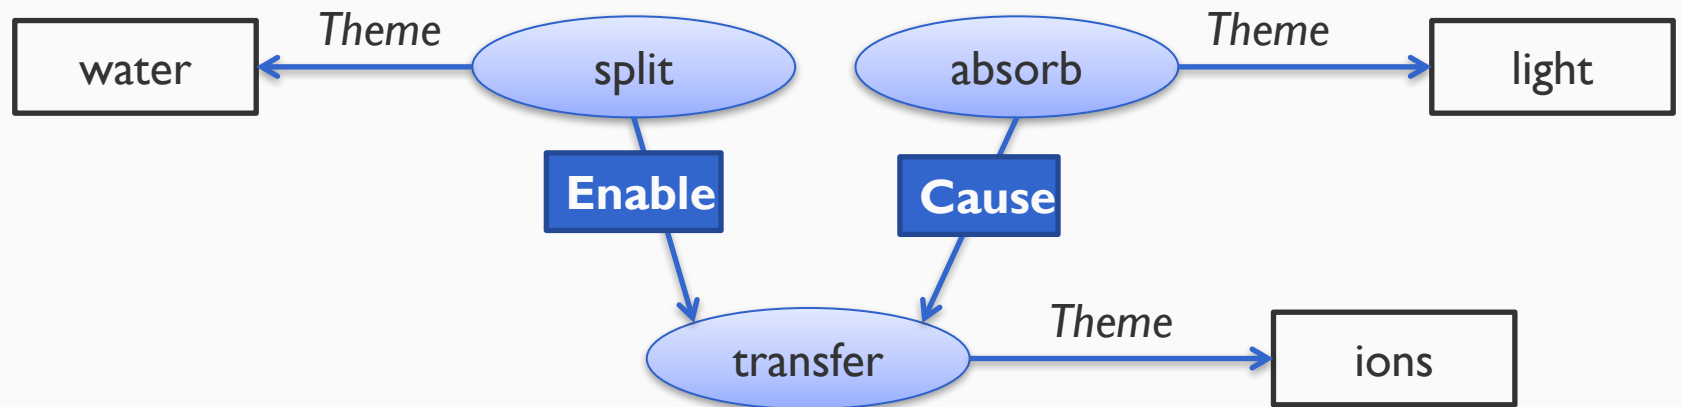 Theme
Theme
water
split
absorb
light
Enable
Cause
Theme
transfer
ions